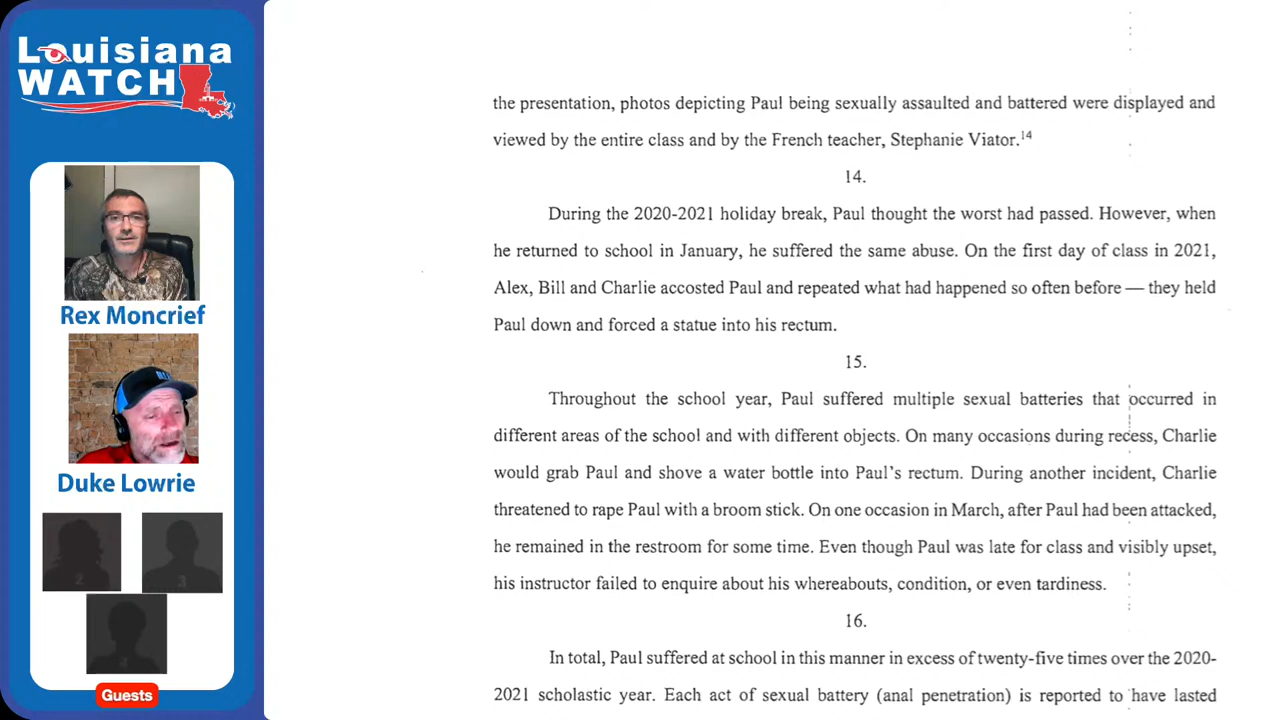 Louisiana
WATCH
Rex Moncrief
Duke Lowrie
2
3
Guests
the presentation, photos depicting Paul being sexually assaulted and battered were displayed and
viewed by the entire class and by the French teacher, Stephanie Viator.14
14.
During the 2020-2021 holiday break, Paul thought the worst had passed. However, when
he returned to school in January, he suffered the same abuse. On the first day of class in 2021,
Alex, Bill and Charlie accosted Paul and repeated what had happened so often before — they held
Paul down and forced a statue into his rectum.
15.
Throughout the school year, Paul suffered multiple sexual batteries that occurred in
different areas of the school and with different objects. On many occasions during recess, Charlie
would grab Paul and shove a water bottle into Paul's rectum. During another incident, Charlie
threatened to rape Paul with a broom stick. On one occasion in March, after Paul had been attacked,
he remained in the restroom for some time. Even though Paul was late for class and visibly upset,
his instructor failed to enquire about his whereabouts, condition, or even tardiness.
16.
In total, Paul suffered at school in this manner in excess of twenty-five times over the 2020-
2021 scholastic year. Each act of sexual battery (anal penetration) is reported to have lasted